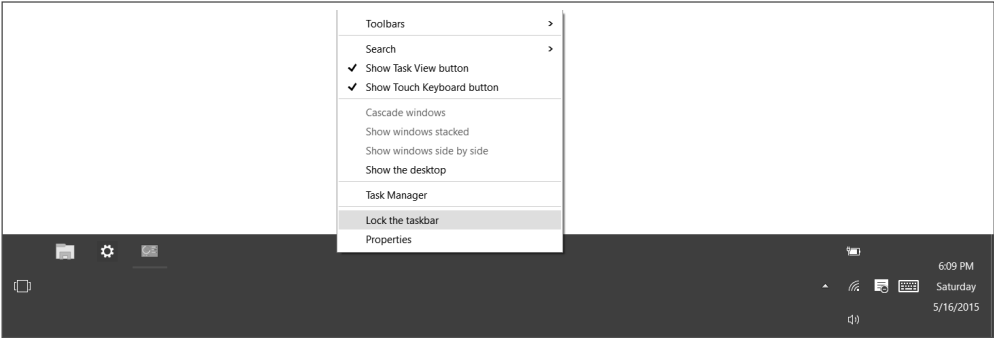 Toolbars
Search
Show Task View button
Show Touch Keyboard button
Cascade windows
Show windows stacked
Show windows side by side
Show the desktop
Task Manager
Lock the taskbar
Properties
6:09 PM
Saturday
5/16/2015